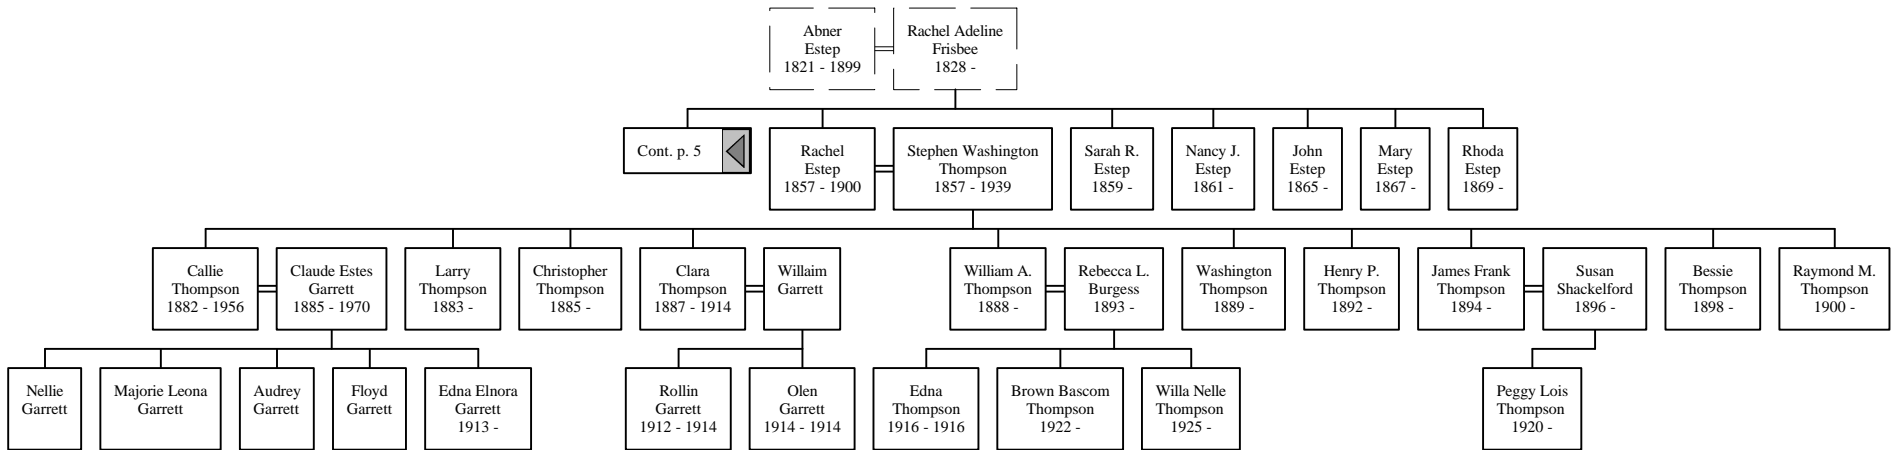 Abner
Estep
1821 - 1899
Rachel Adeline
Frisbee
1828 -
Cont. p. 5
Rachel
Estep
1857 - 1900
Stephen Washington
Thompson
1857 - 1939
Sarah R.
Estep
1859 -
Nancy J.
Estep
1861 -
John
Estep
1865 -
Mary
Estep
1867 -
Rhoda
Estep
1869 -
Callie
Thompson
1882 - 1956
Claude Estes
Garrett
1885 - 1970
Larry
Thompson
1883 -
Christopher
Thompson
1885 -
Clara
Thompson
1887 - 1914
Willaim
Garrett
William A.
Thompson
1888 -
Rebecca L.
Burgess
1893 -
Washington
Thompson
1889 -
Henry P.
Thompson
1892 -
James Frank
Thompson
1894 -
Susan
Shackelford
1896 -
Bessie
Thompson
1898 -
Raymond M.
Thompson
1900 -
Nellie
Garrett
Majorie Leona
Garrett
Audrey
Garrett
Floyd
Garrett
Edna Elnora
Garrett
1913 -
Rollin
Garrett
1912 - 1914
Olen
Garrett
1914 - 1914
Edna
Thompson
1916 - 1916
Brown Bascom
Thompson
1922 -
Willa Nelle
Thompson
1925 -
Peggy Lois
Thompson
1920 -